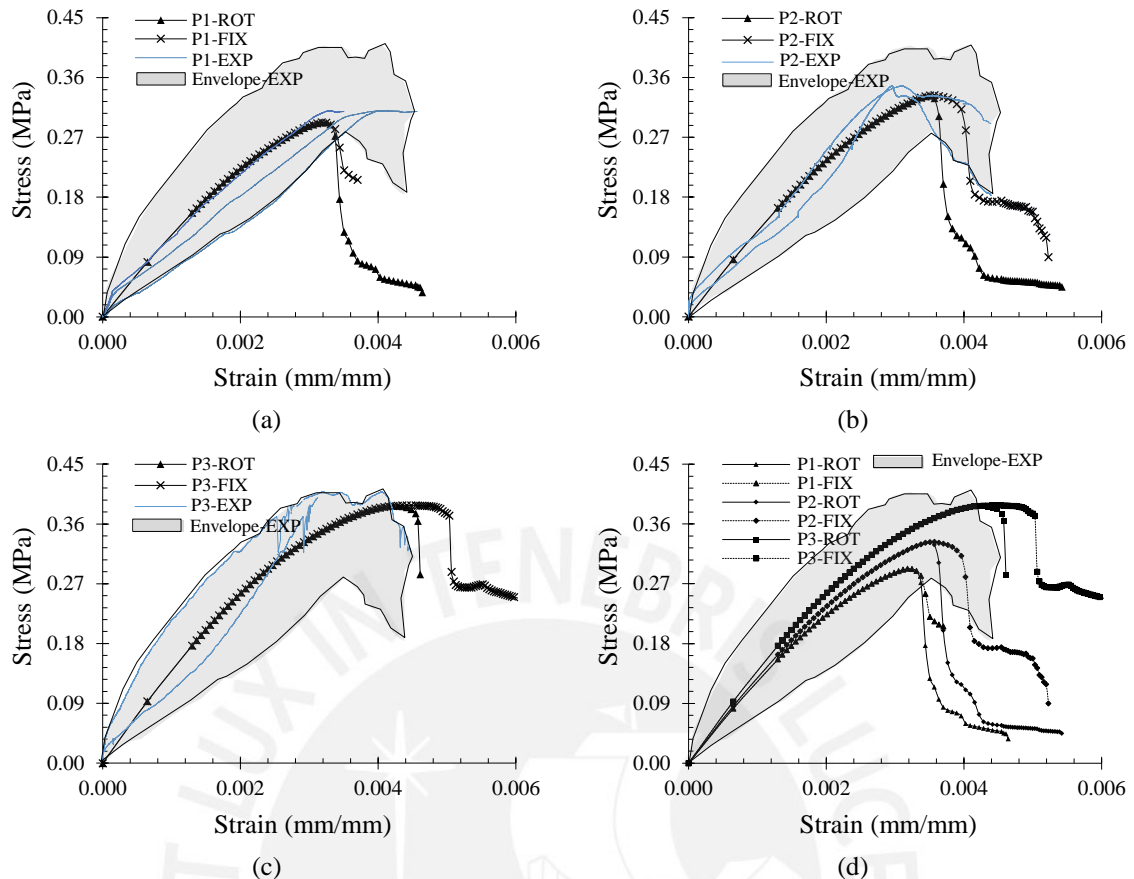 P1-ROT
P1-FIX
P1-EXP
Envelope-EXP
0.00
0.09
0.18
0.27
0.36
0.45
0.000
0.002
0.004
0.006
Stress (MPa)
Strain (mm/mm)
(a)
P2-ROT
P2-FIX
P2-EXP
Envelope-EXP
0.00
0.09
0.18
0.27
0.36
0.45
0.000
0.002
0.004
0.006
Stress (MPa)
Strain (mm/mm)
(b)
P3-ROT
P3-FIX
P3-EXP
Envelope-EXP
0.00
0.09
0.18
0.27
0.36
0.45
0.000
0.002
0.004
0.006
Stress (MPa)
Strain (mm/mm)
(c)
P1-ROT
P1-FIX
P2-ROT
P2-FIX
P3-ROT
P3-FIX
Envelope-EXP
0.00
0.09
0.18
0.27
0.36
0.45
0.000
0.002
0.004
0.006
Stress (MPa)
Strain (mm/mm)
(d)
T LUX IN TENEBRIS LUCE